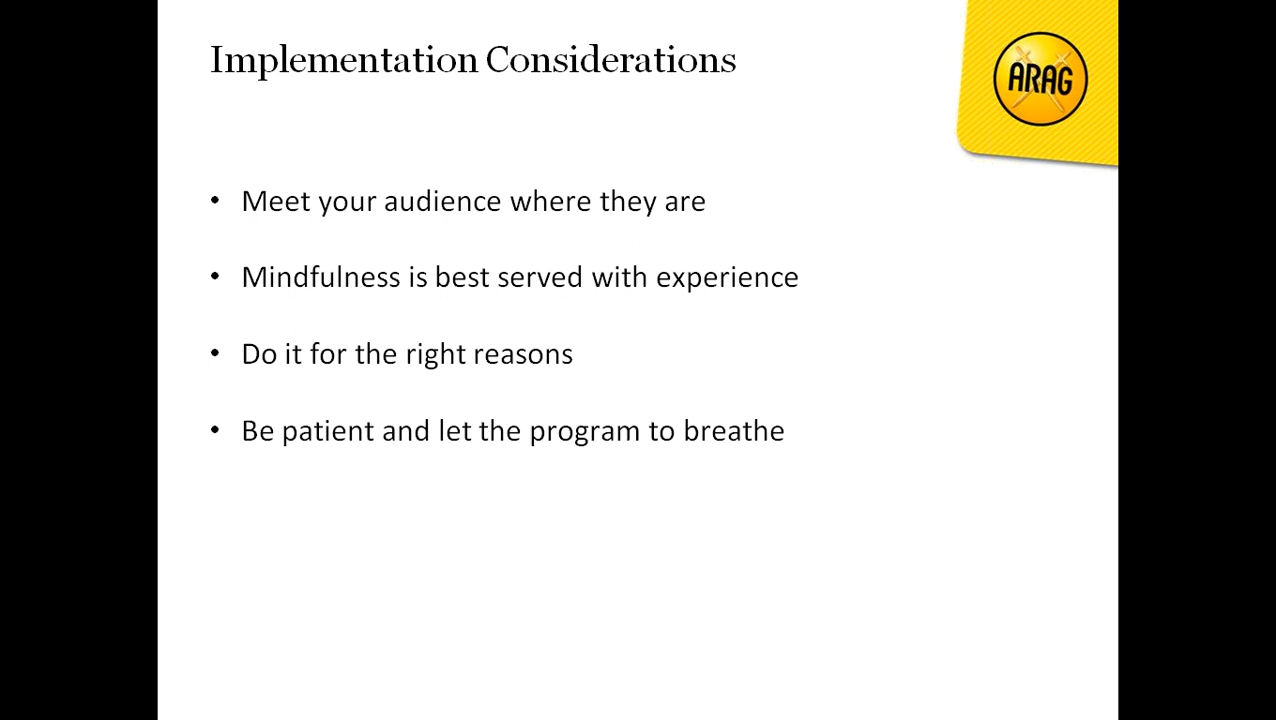 Implementation Considerations
ARAG
• Meet your audience where they are
• Mindfulness is best served with experience
• Do it for the right reasons
• Be patient and let the program to breathe